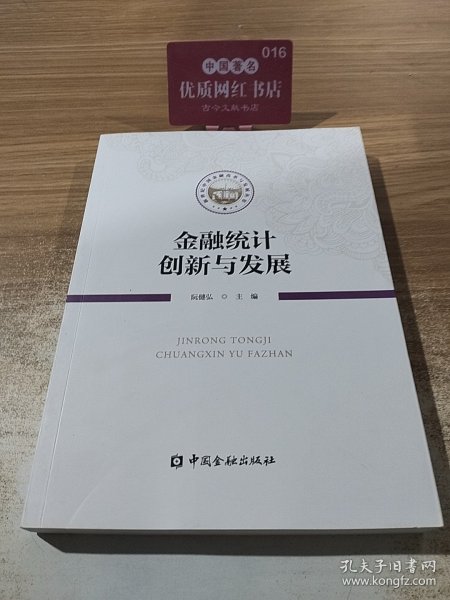 016
中国著名
优质网红书店
古今文献书店
金融统计
创新与发展
阮健弘 ◎ 主 编
JINRONG TONGJI
CHUANGXIN YU FAZHAN
中国金融出版社
孔夫子旧书网
www.kongfz.com